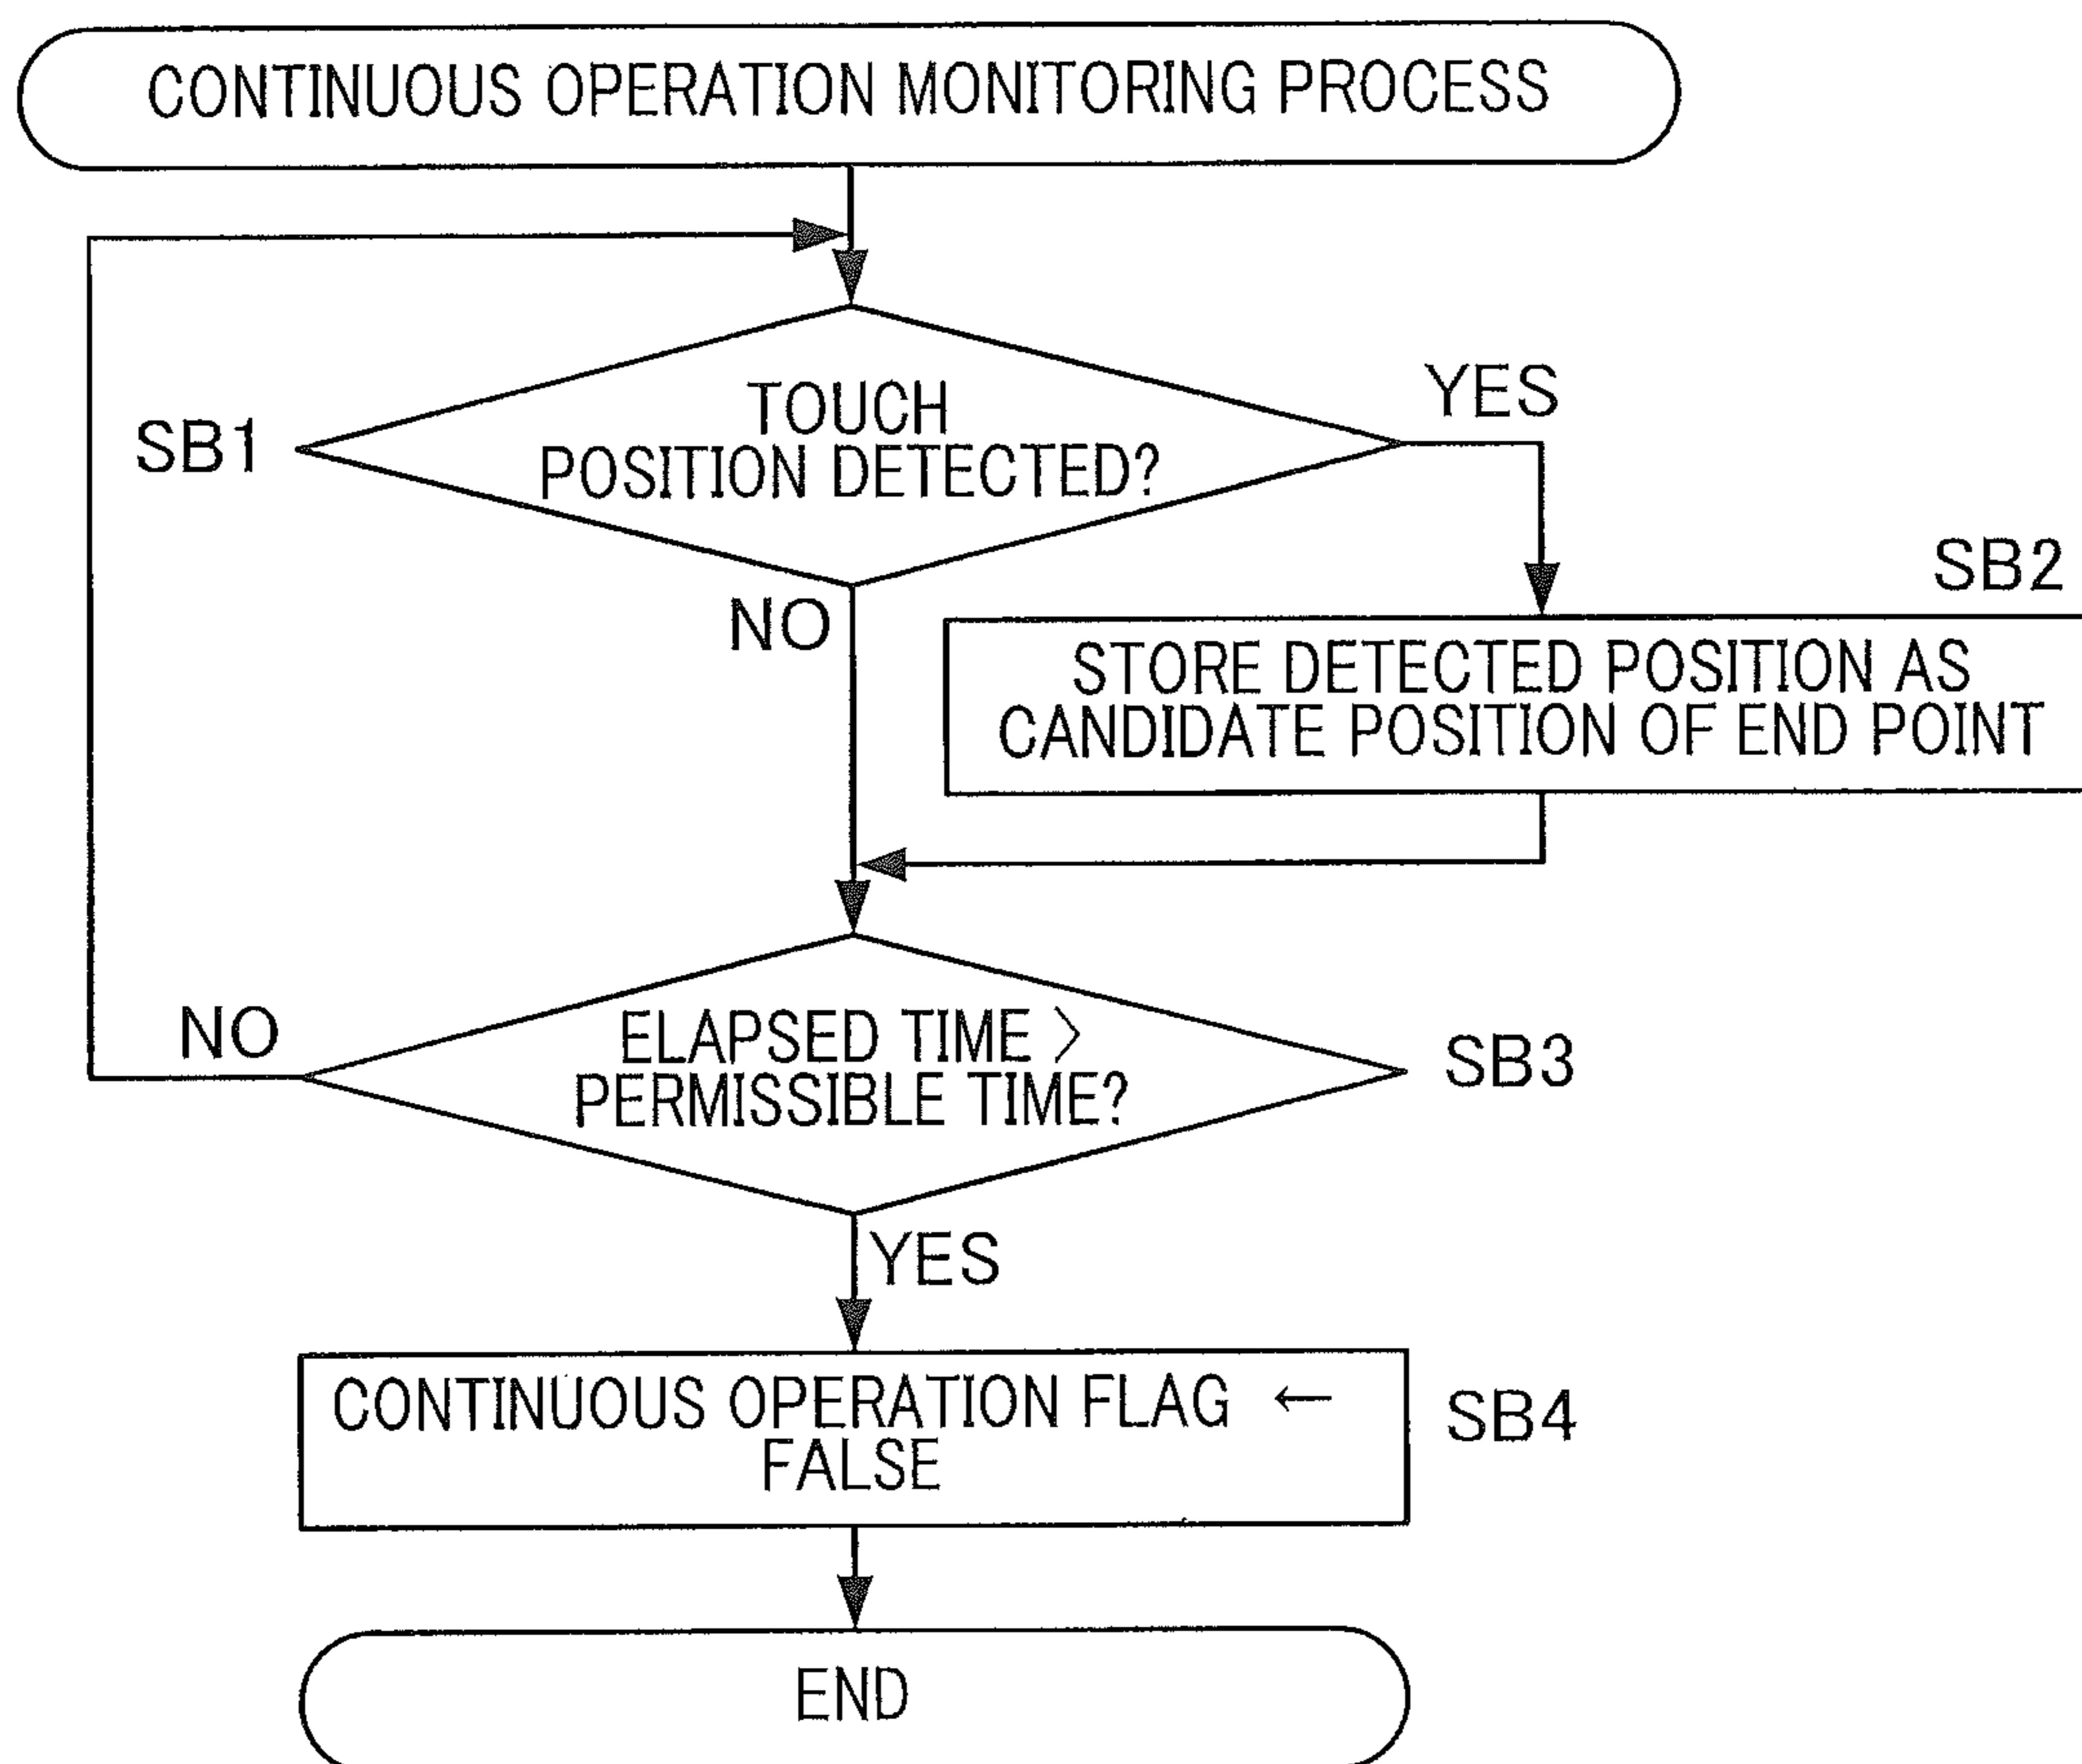 CONTINUOUS OPERATION MONITORING PROCESS
SB1
TOUCH
POSITION DETECTED?
YES
NO
SB2
STORE DETECTED POSITION AS
CANDIDATE POSITION OF END POINT
NO
ELAPSED TIME >
PERMISSIBLE TIME?
SB3
YES
CONTINUOUS OPERATION FLAG ←
FALSE
SB4
END